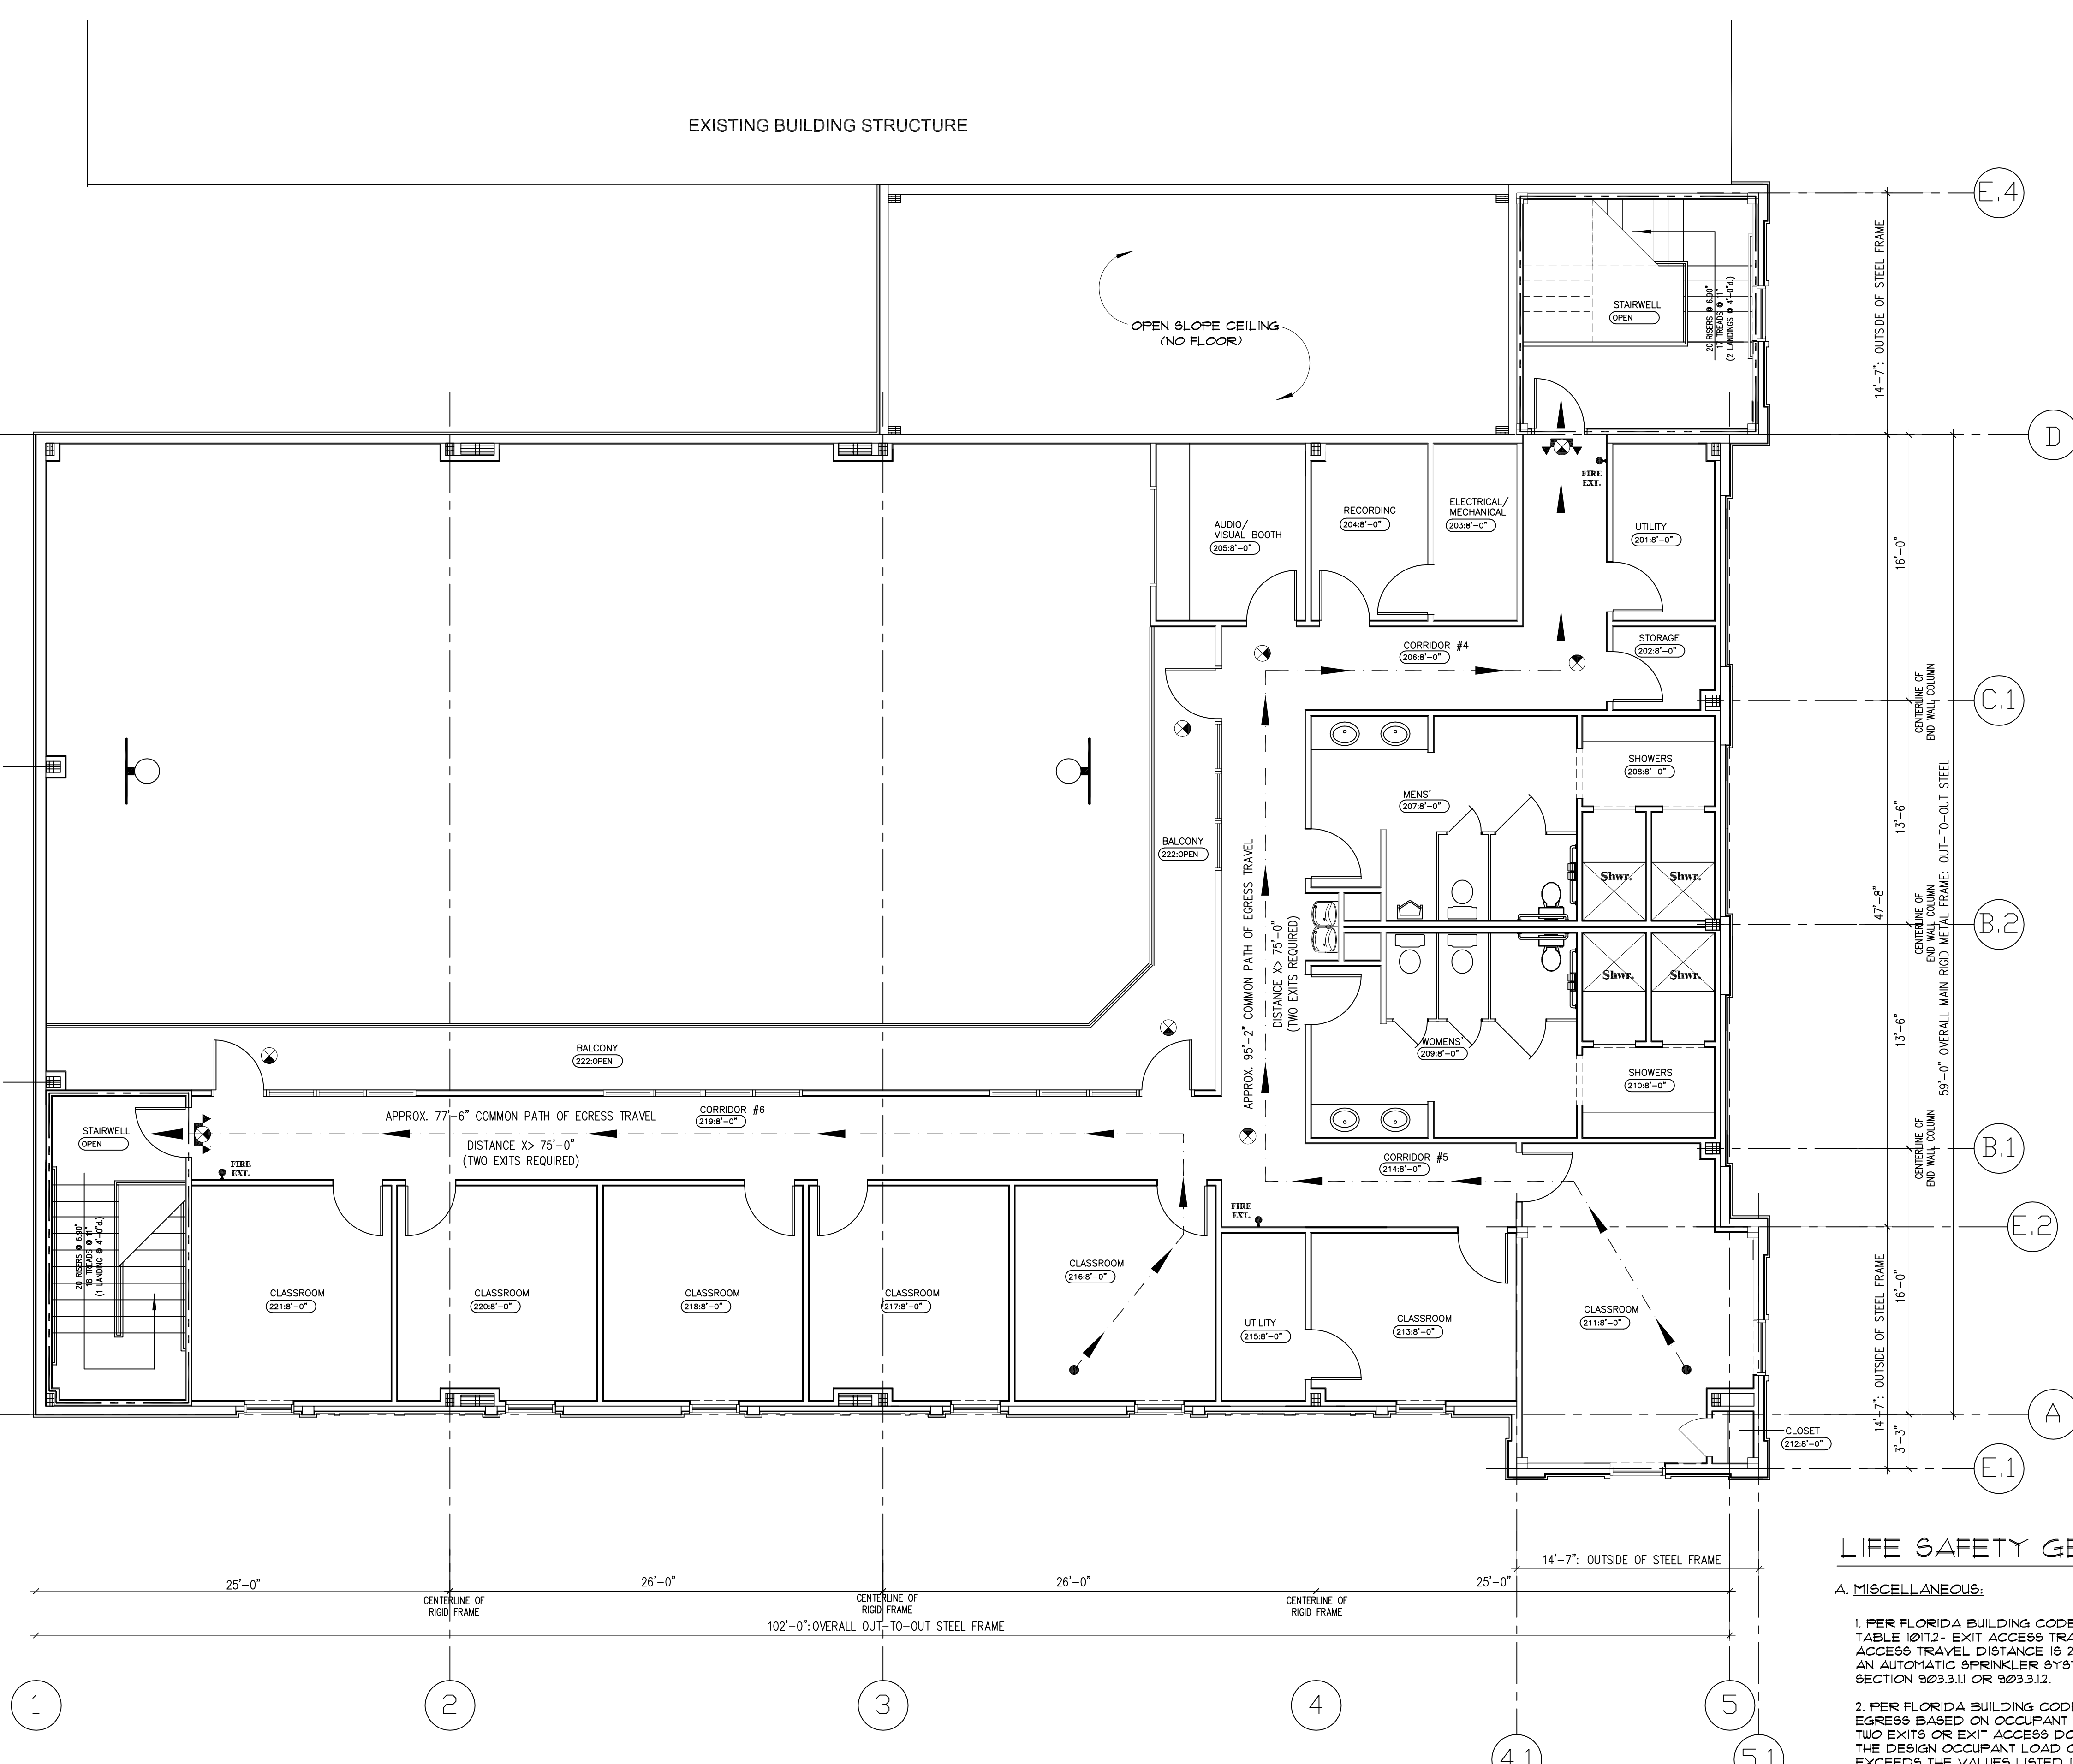 EXISTING BUILDING STRUCTURE
E.4
14'-7": OUTSIDE OF STEEL FRAME
STAIRWELL
OPEN
20 RISERS @ 6.90"
17 TREADS @ 11"
(2 LANDINGS @ 4'-0"d.)
OPEN SLOPE CEILING
(NO FLOOR)
D
FIRE
EXT.
AUDIO/
VISUAL BOOTH
205:8'-0"
RECORDING
204:8'-0"
ELECTRICAL/
MECHANICAL
203:8'-0"
UTILITY
201:8'-0"
16'-0"
CORRIDOR #4
206:8'-0"
STORAGE
202:8'-0"
CENTERLINE OF
END WALL COLUMN
C.1
MENS'
207:8'-0"
SHOWERS
208:8'-0"
13'-6"
BALCONY
222:OPEN
Shwr.
Shwr.
47'-8"
CENTERLINE OF
END WALL COLUMN
59'-0" OVERALL MAIN RIGID METAL FRAME: OUT-TO-OUT STEEL
B.2
APPROX. 95'-2" COMMON PATH OF EGRESS TRAVEL
DISTANCE X> 75'-0"
(TWO EXITS REQUIRED)
Shwr.
Shwr.
WOMENS'
209:8'-0"
SHOWERS
210:8'-0"
13'-6"
BALCONY
222:OPEN
STAIRWELL
OPEN
APPROX. 77'-6" COMMON PATH OF EGRESS TRAVEL
CORRIDOR #6
219:8'-0"
DISTANCE X> 75'-0"
(TWO EXITS REQUIRED)
FIRE
EXT.
CORRIDOR #5
214:8'-0"
CENTERLINE OF
END WALL COLUMN
B.1
FIRE
EXT.
E.2
20 RISERS @ 6.90"
18 TREADS @ 11"
(1 LANDING @ 4'-0"d.)
CLASSROOM
221:8'-0"
CLASSROOM
220:8'-0"
CLASSROOM
218:8'-0"
CLASSROOM
217:8'-0"
CLASSROOM
216:8'-0"
UTILITY
215:8'-0"
CLASSROOM
213:8'-0"
CLASSROOM
211:8'-0"
14'-7": OUTSIDE OF STEEL FRAME
16'-0"
A
CLOSET
212:8'-0"
3'-3"
E.1
14'-7": OUTSIDE OF STEEL FRAME
25'-0"
26'-0"
26'-0"
25'-0"
CENTERLINE OF
RIGID FRAME
CENTERLINE OF
RIGID FRAME
CENTERLINE OF
RIGID FRAME
102'-0":OVERALL OUT-TO-OUT STEEL FRAME
1
2
3
4
5
4.1
5.1
LIFE SAFETY GE
A. MISCELLANEOUS:
1. PER FLORIDA BUILDING CODE
TABLE 1017.2- EXIT ACCESS TRA
ACCESS TRAVEL DISTANCE IS 2
AN AUTOMATIC SPRINKLER SYST
SECTION 903.3.1.1 OR 903.3.1.2.
2. PER FLORIDA BUILDING CODE
EGRESS BASED ON OCCUPANT
TWO EXITS OR EXIT ACCESS DO
THE DESIGN OCCUPANT LOAD O
EXCEEDS THE VALUES LISTED I